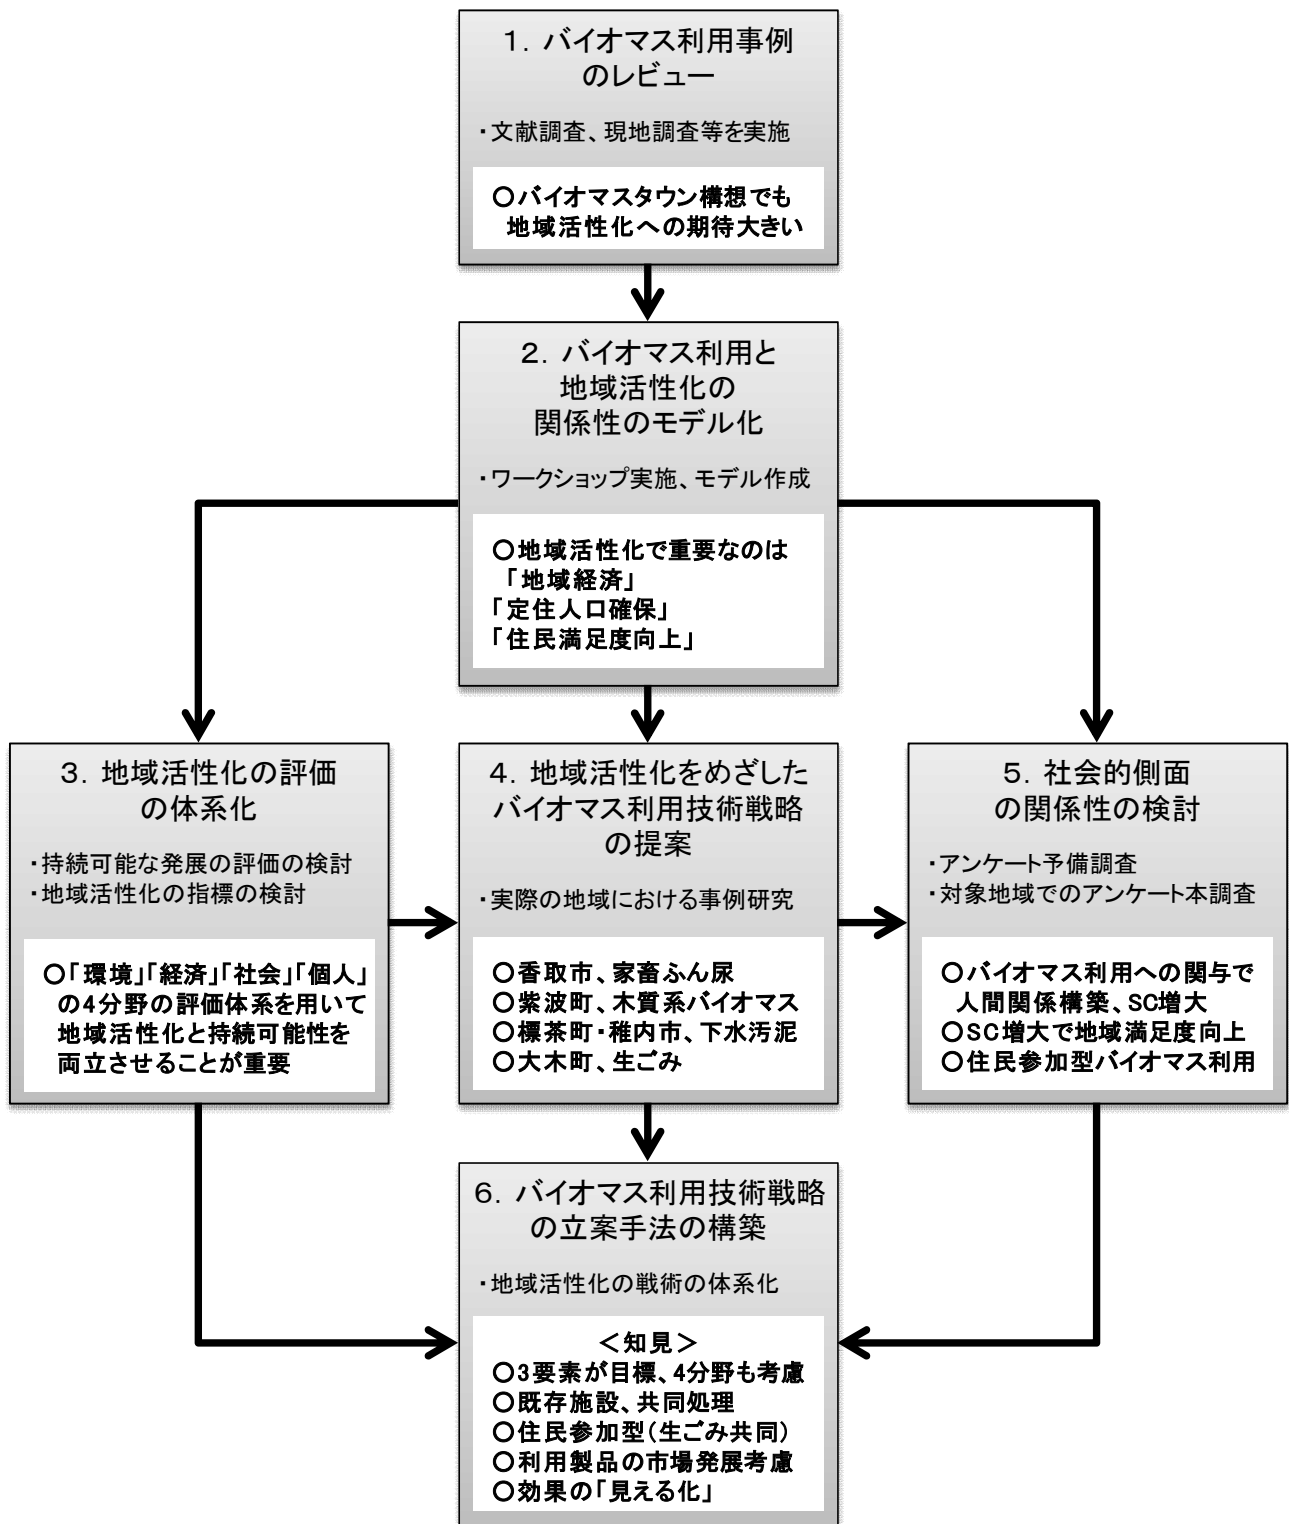 1. バイオマス利用事例
のレビュー
・文献調査、現地調査等を実施
○バイオマスタウン構想でも
地域活性化への期待大きい
2. バイオマス利用と
地域活性化の
関係性のモデル化
・ワークショップ実施、モデル作成
○地域活性化で重要なのは
「地域経済」
「定住人口確保」
「住民満足度向上」
3. 地域活性化の評価
の体系化
・持続可能な発展の評価の検討
・地域活性化の指標の検討
○「環境」「経済」「社会」「個人」
の4分野の評価体系を用いて
地域活性化と持続可能性を
両立させることが重要
4. 地域活性化をめざした
バイオマス利用技術戦略
の提案
・実際の地域における事例研究
○香取市、家畜ふん尿
○紫波町、木質系バイオマス
○標茶町・稚内市、下水汚泥
○大木町、生ごみ
5. 社会的側面
の関係性の検討
・アンケート予備調査
・対象地域でのアンケート本調査
○バイオマス利用への関与で
人間関係構築、SC増大
○SC増大で地域満足度向上
○住民参加型バイオマス利用
6. バイオマス利用技術戦略
の立案手法の構築
・地域活性化の戦術の体系化
＜知見＞
○3要素が目標、4分野も考慮
○既存施設、共同処理
○住民参加型(生ごみ共同)
○利用製品の市場発展考慮
○効果の「見える化」